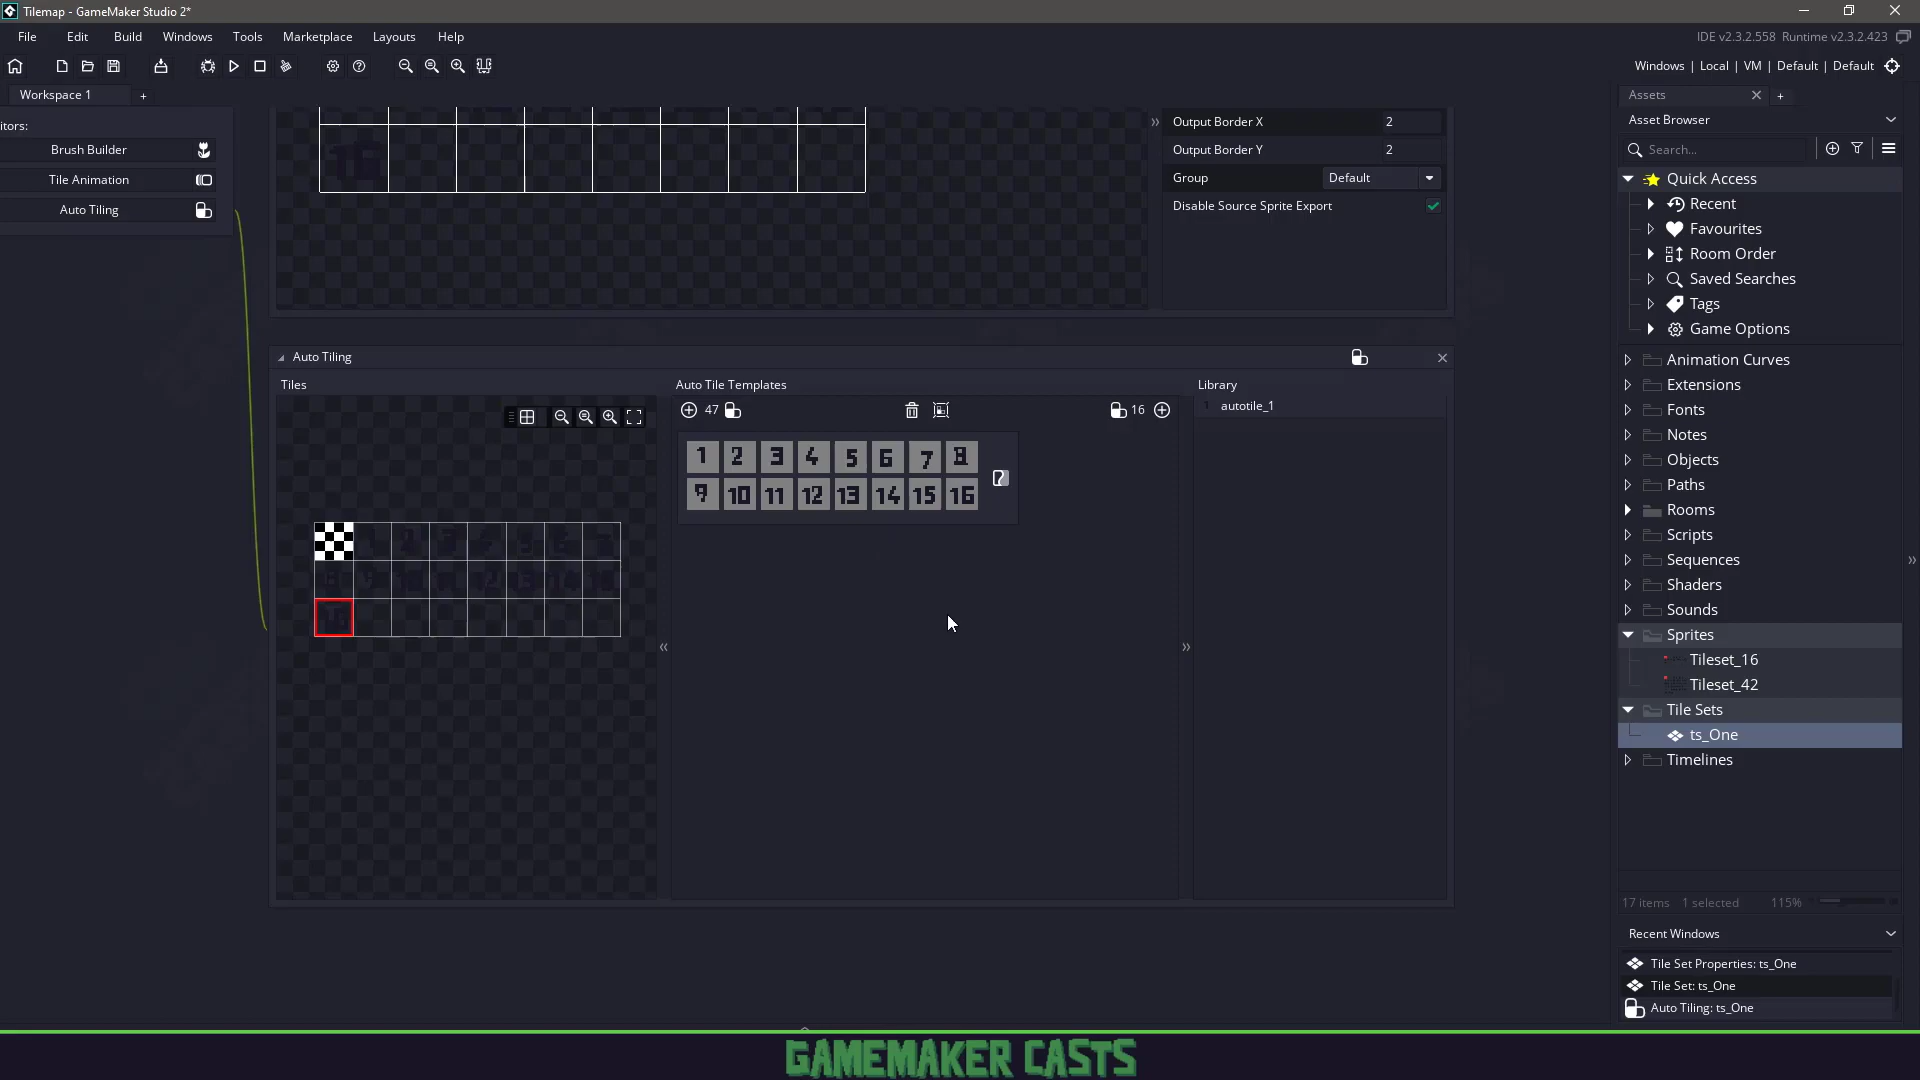 Tilemap - GameMaker Studio 2*
File Edit Build Windows Tools Marketplace Layouts Help
IDE v2.3.2.558 Runtime v2.3.2.423
Windows | Local | VM | Default | Default
Workspace 1 +
itors:
Brush Builder
Tile Animation
Auto Tiling
16
Output Border X 2
Output Border Y 2
Group Default
Disable Source Sprite Export
Auto Tiling
Tiles
Auto Tile Templates
47
16
1 2 3 4 5 6 7 8
9 10 11 12 13 14 15 16
Library
1 autotile_1
Assets
Asset Browser
Search...
Quick Access
Recent
Favourites
Room Order
Saved Searches
Tags
Game Options
Animation Curves
Extensions
Fonts
Notes
Objects
Paths
Rooms
Scripts
Sequences
Shaders
Sounds
Sprites
Tileset_16
Tileset_42
Tile Sets
ts_One
Timelines
17 items 1 selected 115%
Recent Windows
Tile Set Properties: ts_One
Tile Set: ts_One
Auto Tiling: ts_One
GAMEMAKER CASTS